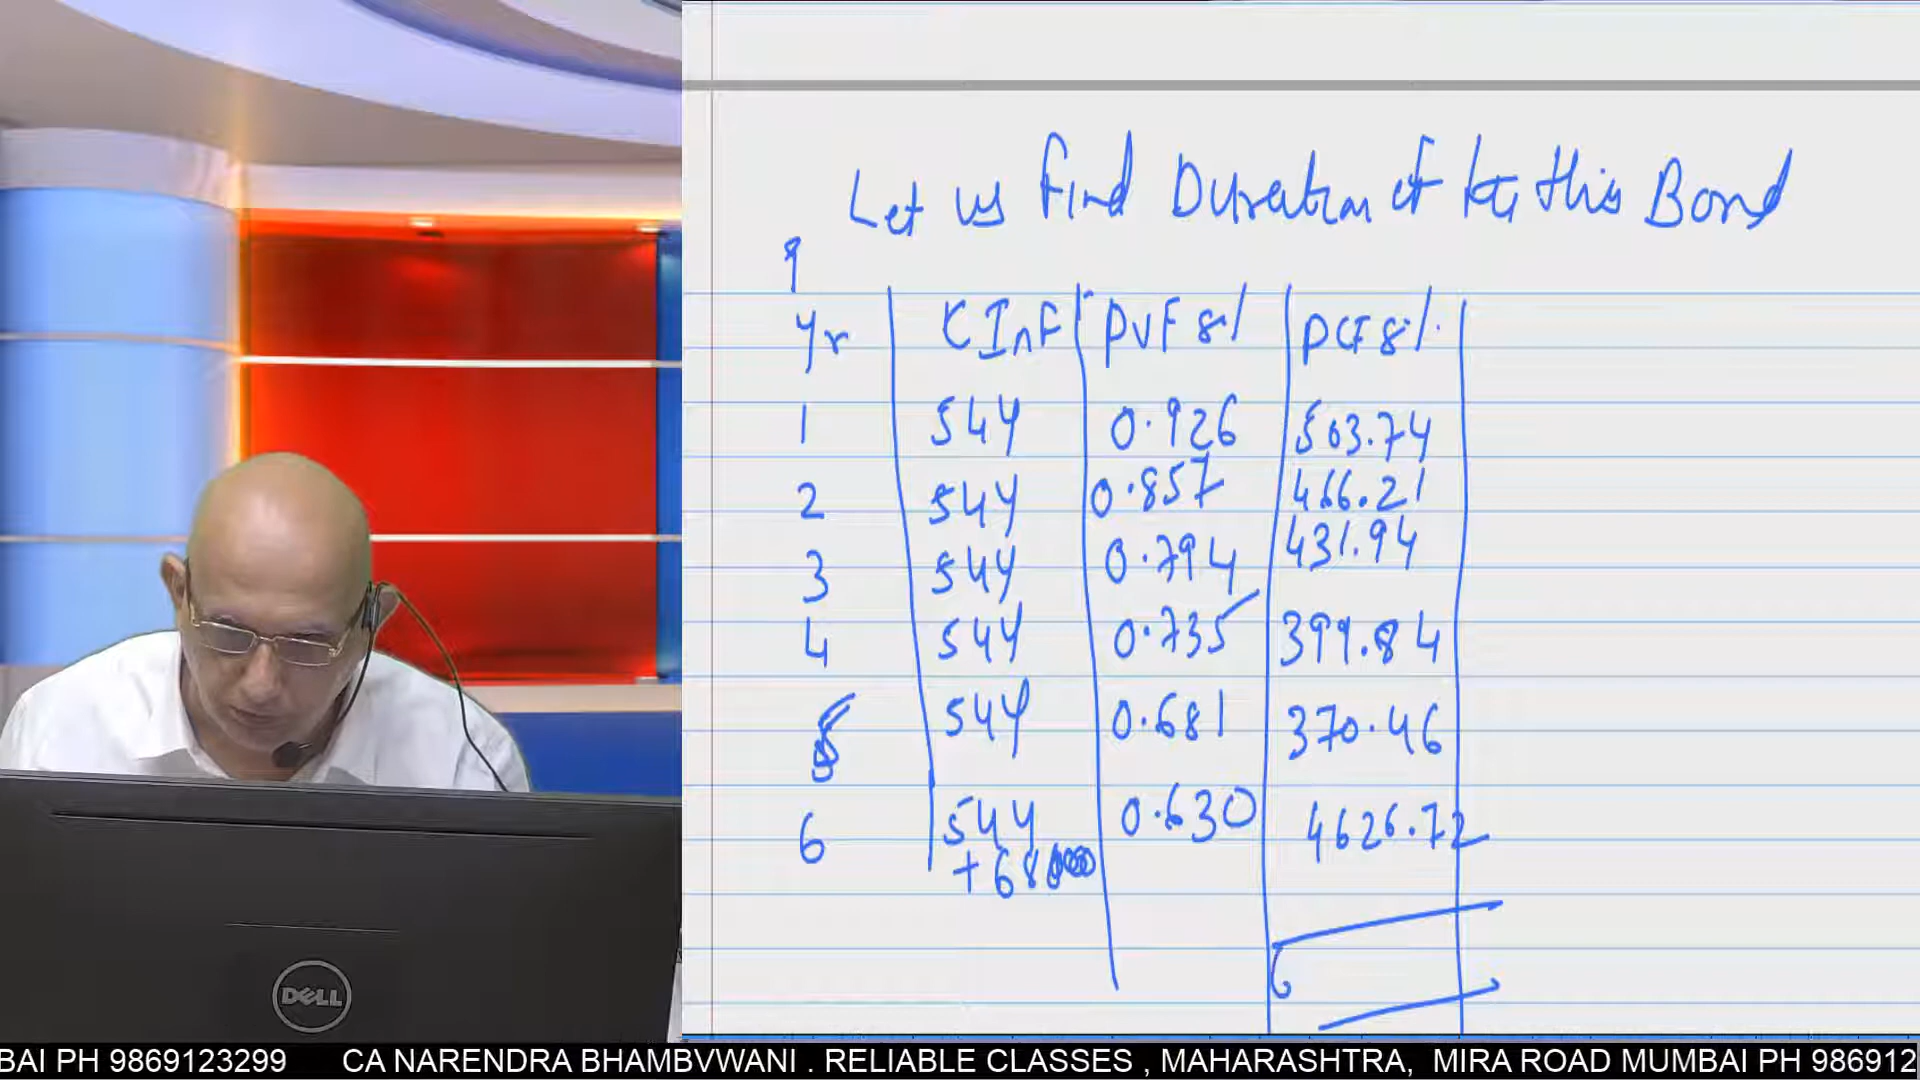 Let us Find Duration of this Bond
Yr C InF PVF 8% DCF 8%
1 544 0.926 503.74
2 544 0.857 466.21
3 544 0.794 431.94
4 544 0.735 399.84
5 544 0.681 370.46
6 544 0.630 4626.72
+ 6800
6
DELL
BAI PH 9869123299 CA NARENDRA BHAMBVWANI . RELIABLE CLASSES , MAHARASHTRA, MIRA ROAD MUMBAI PH 986912